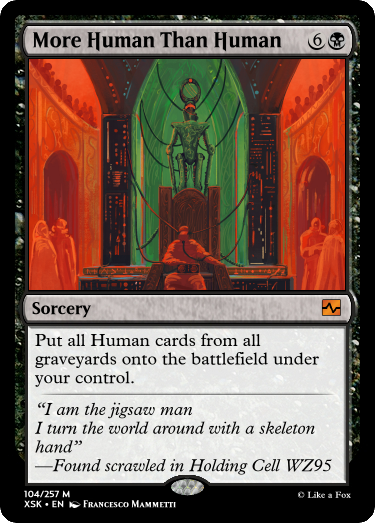 More Human Than Human 6
Sorcery
Put all Human cards from all
graveyards onto the battlefield under
your control.
“I am the jigsaw man
I turn the world around with a skeleton
hand”
—Found scrawled in Holding Cell WZ95
104/257 M
XSK • EN Francesco Mammetti
© Like a Fox